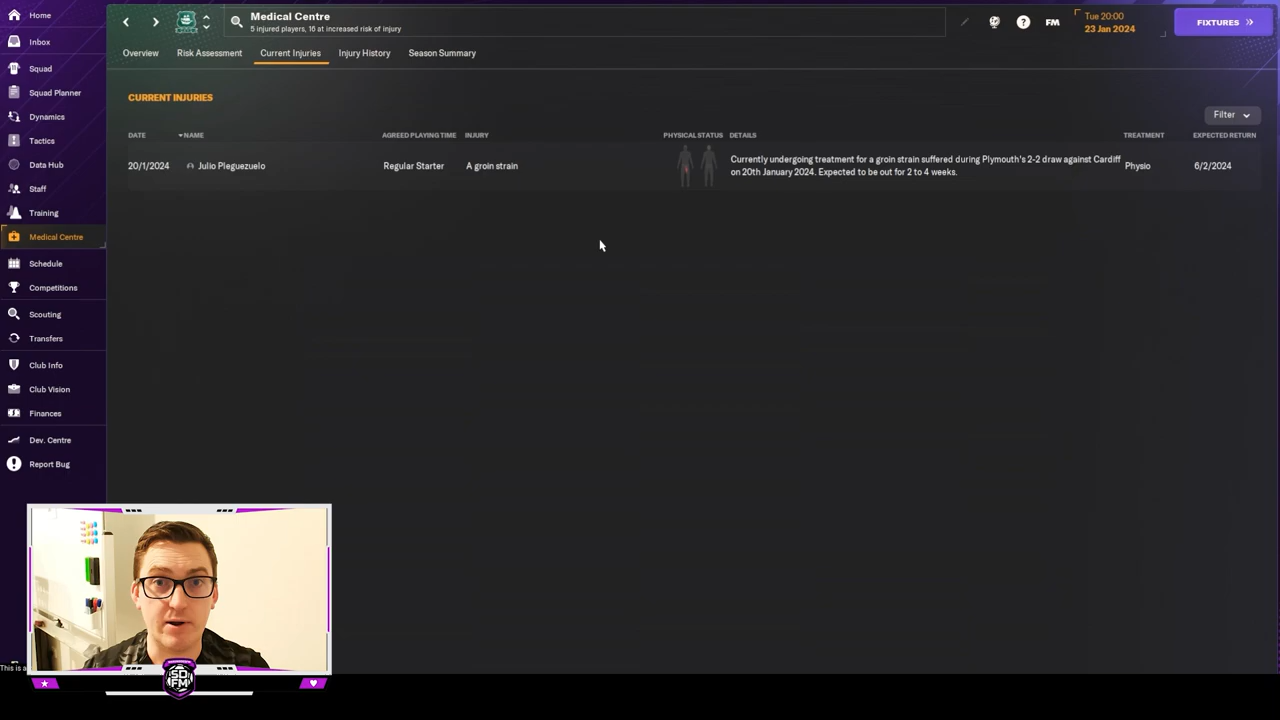 Home
Inbox
Squad
Squad Planner
Dynamics
Tactics
Data Hub
Staff
Training
Medical Centre
Schedule
Competitions
Scouting
Transfers
Club Info
Club Vision
Finances
Dev. Centre
Report Bug
Medical Centre
5 injured players, 16 at increased risk of injury
FM
Tue 20:00
23 Jan 2024
FIXTURES
Overview
Risk Assessment
Current Injuries
Injury History
Season Summary
CURRENT INJURIES
Filter
DATE NAME AGREED PLAYING TIME INJURY PHYSICAL STATUS DETAILS TREATMENT EXPECTED RETURN
20/1/2024 Julio Pleguezuelo Regular Starter A groin strain
Currently undergoing treatment for a groin strain suffered during Plymouth's 2-2 draw against Cardiff
on 20th January 2024. Expected to be out for 2 to 4 weeks.
Physio 6/2/2024
This is a
SD
FM